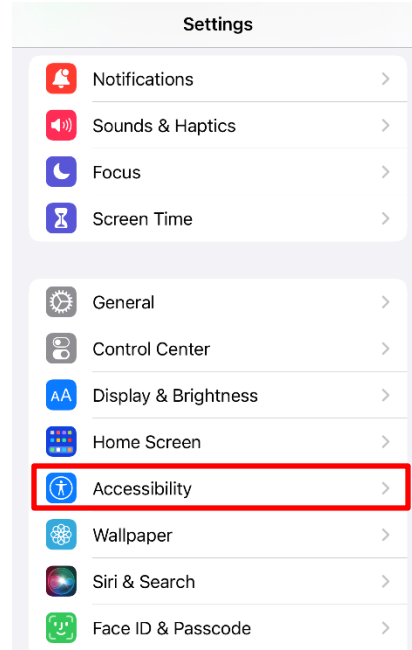 Settings
Notifications
Sounds & Haptics
Focus
Screen Time
General
Control Center
AA Display & Brightness
Home Screen
Accessibility
Wallpaper
Siri & Search
Face ID & Passcode